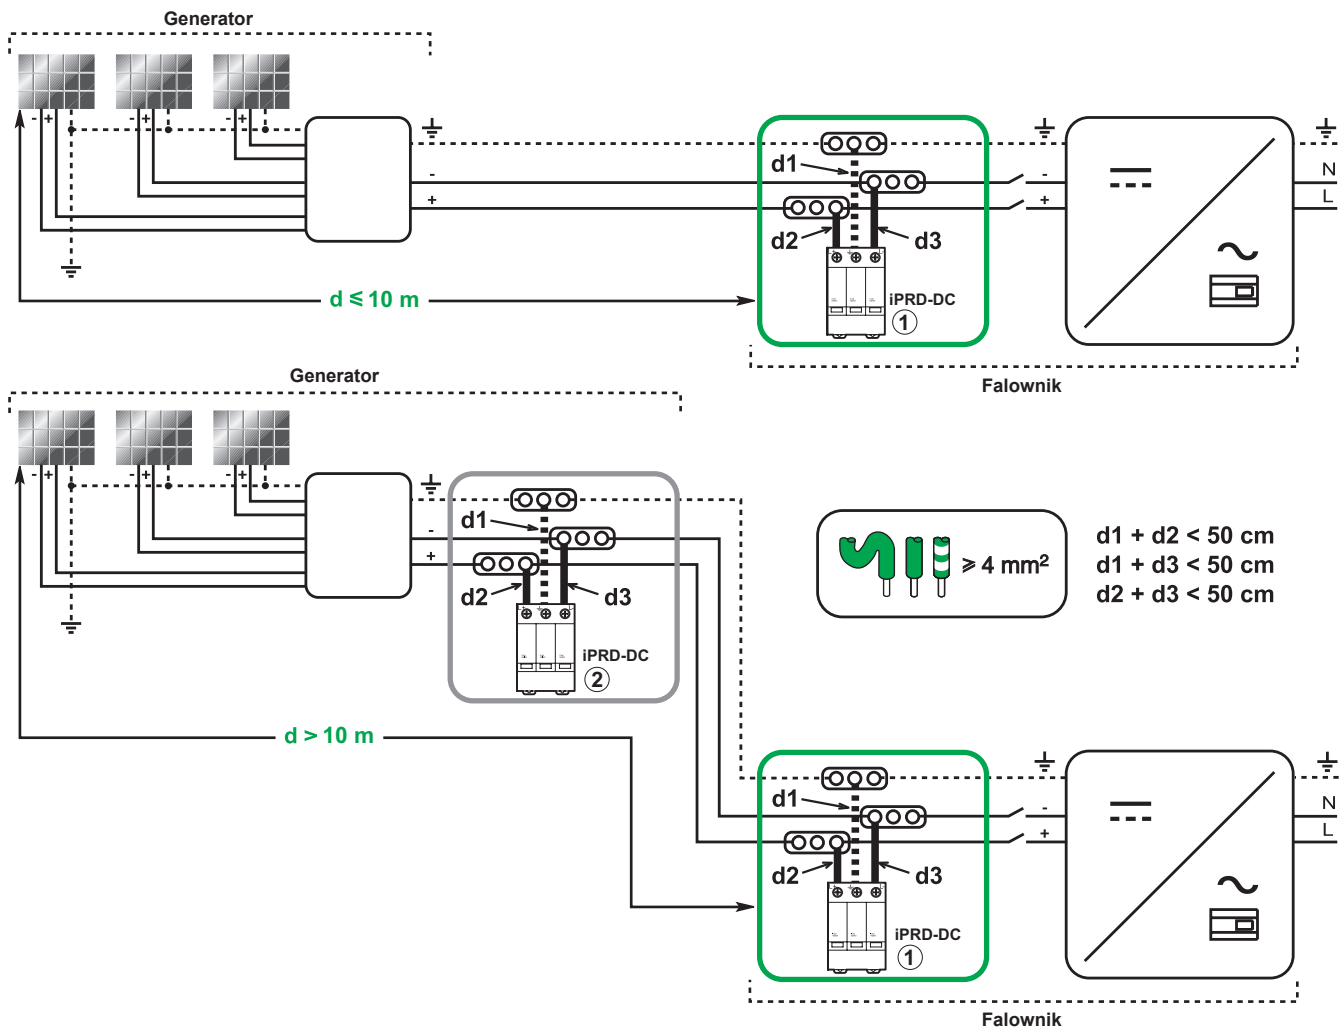 Generator
- + - + - +
-
+
d1
d2
d3
iPRD-DC
1
-
+
N
L
d ≤ 10 m
Falownik
Generator
- + - + - +
-
+
d1
d2
d3
iPRD-DC
2
≥ 4 mm²
d1 + d2 < 50 cm
d1 + d3 < 50 cm
d2 + d3 < 50 cm
d > 10 m
d1
d2
d3
iPRD-DC
1
-
+
N
L
Falownik